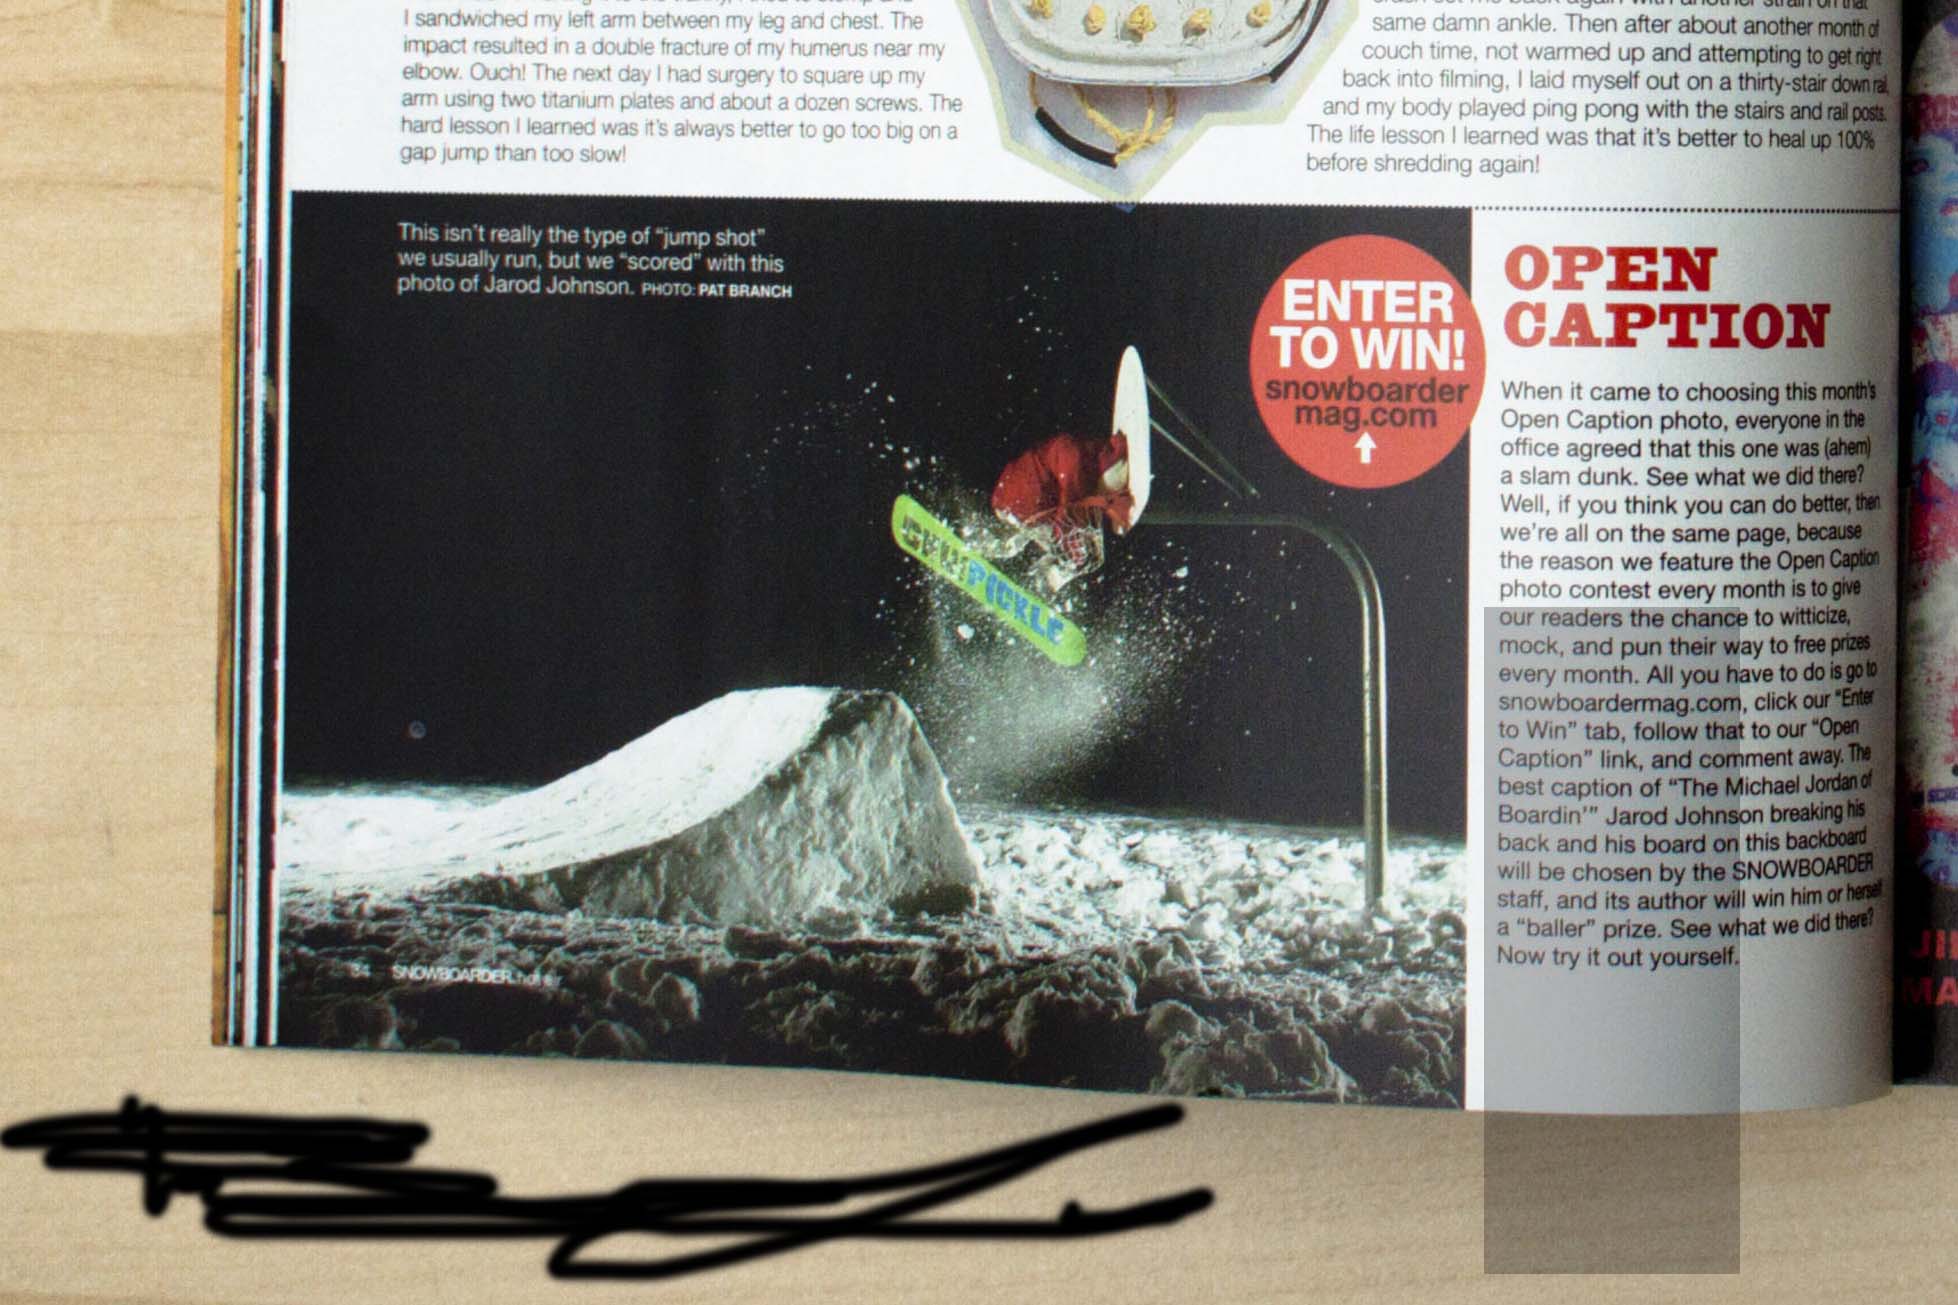 I sandwiched my left arm between my leg and chest. The
impact resulted in a double fracture of my humerus near my
elbow. Ouch! The next day I had surgery to square up my
arm using two titanium plates and about a dozen screws. The
hard lesson I learned was it's always better to go too big on a
gap jump than too slow!
same damn ankle. Then after about another month of
couch time, not warmed up and attempting to get right
back into filming, I laid myself out on a thirty-stair down rail,
and my body played ping pong with the stairs and rail posts.
The life lesson I learned was that it's better to heal up 100%
before shredding again!
This isn't really the type of "jump shot"
we usually run, but we "scored" with this
photo of Jarod Johnson. PHOTO: PAT BRANCH
ENTER
TO WIN!
snowboarder
mag.com
PICKLE
34 SNOWBOARDER
OPEN
CAPTION
When it came to choosing this month's
Open Caption photo, everyone in the
office agreed that this one was (ahem)
a slam dunk. See what we did there?
Well, if you think you can do better, then
we're all on the same page, because
the reason we feature the Open Caption
photo contest every month is to give
our readers the chance to witticize,
mock, and pun their way to free prizes
every month. All you have to do is go to
snowboardermag.com, click our "Enter
to Win" tab, follow that to our "Open
Caption" link, and comment away. The
best caption of "The Michael Jordan of
Boardin'" Jarod Johnson breaking his
back and his board on this backboard
will be chosen by the SNOWBOARDER
staff, and its author will win him or herself
a "baller" prize. See what we did there?
Now try it out yourself.